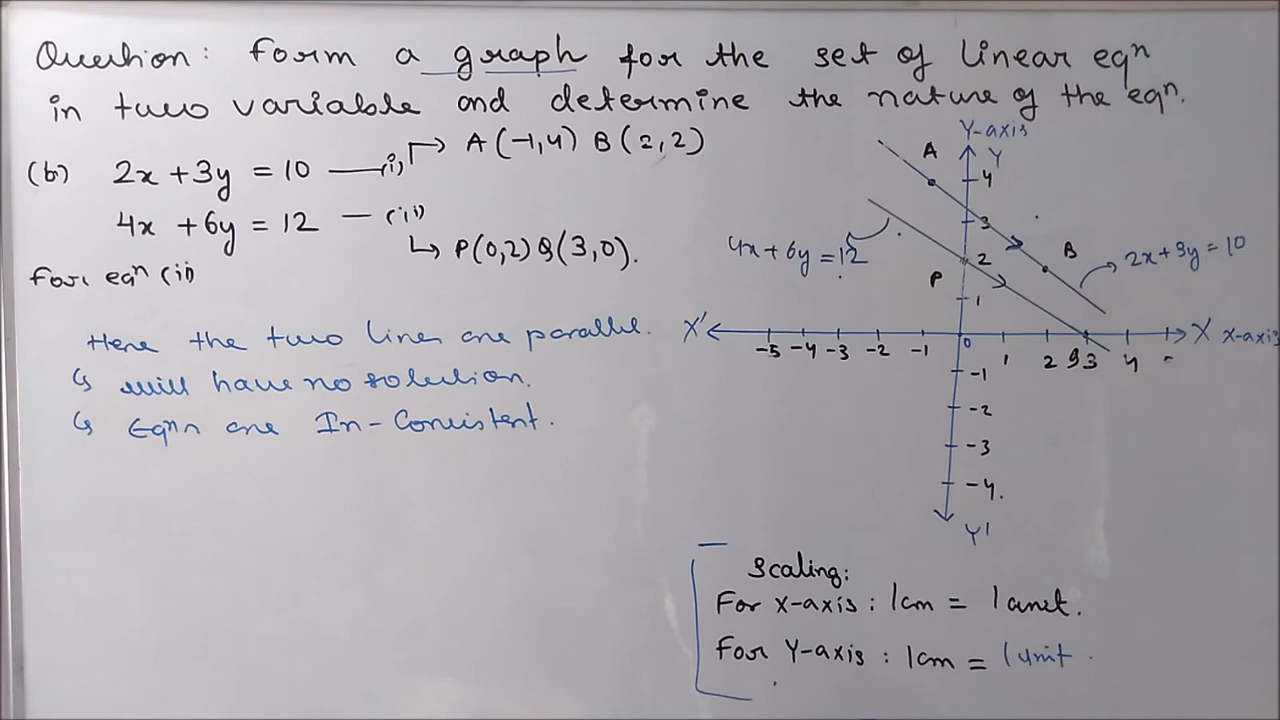 Question: Form a graph for the set of linear eqn
in two variable and determine the nature of the eqn.
A(-1,4) B(2,2)
(b) 2x+3y = 10 —(i)
4x + 6y = 12 — (ii)
P(0,2) Q(3,0).
For eqn (ii)
Here the two lines are parallel.
will have no solution.
Eqn are In-Consistent.
Y-axis
Y
A
4
3
B
4x + 6y = 12
2x+3y = 10
2
P
1
X' X X-axis
0
-5 -4 -3 -2 -1 1 2 Q 3 4
-1
-2
-3
-4.
Y'
Scaling:
For X-axis : 1cm = 1 unit.
For Y-axis : 1cm = 1 unit.